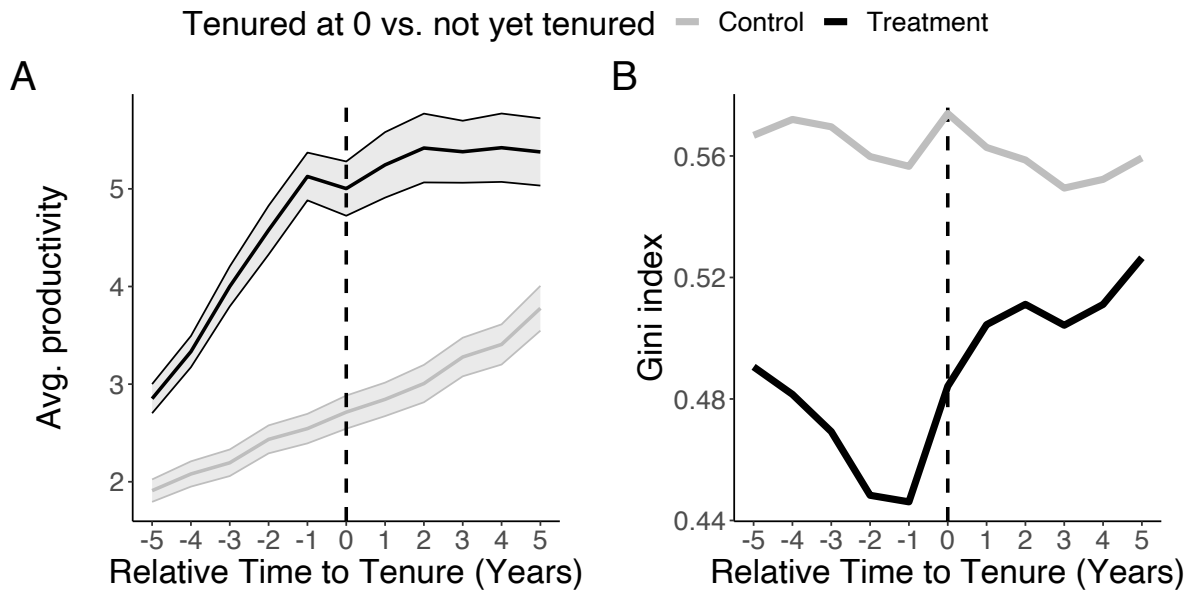 Tenured at 0 vs. not yet tenured Control Treatment
A
Avg. productivity
5
4
3
2
-5 -4 -3 -2 -1 0 1 2 3 4 5
Relative Time to Tenure (Years)
B
Gini index
0.56
0.52
0.48
0.44
-5 -4 -3 -2 -1 0 1 2 3 4 5
Relative Time to Tenure (Years)